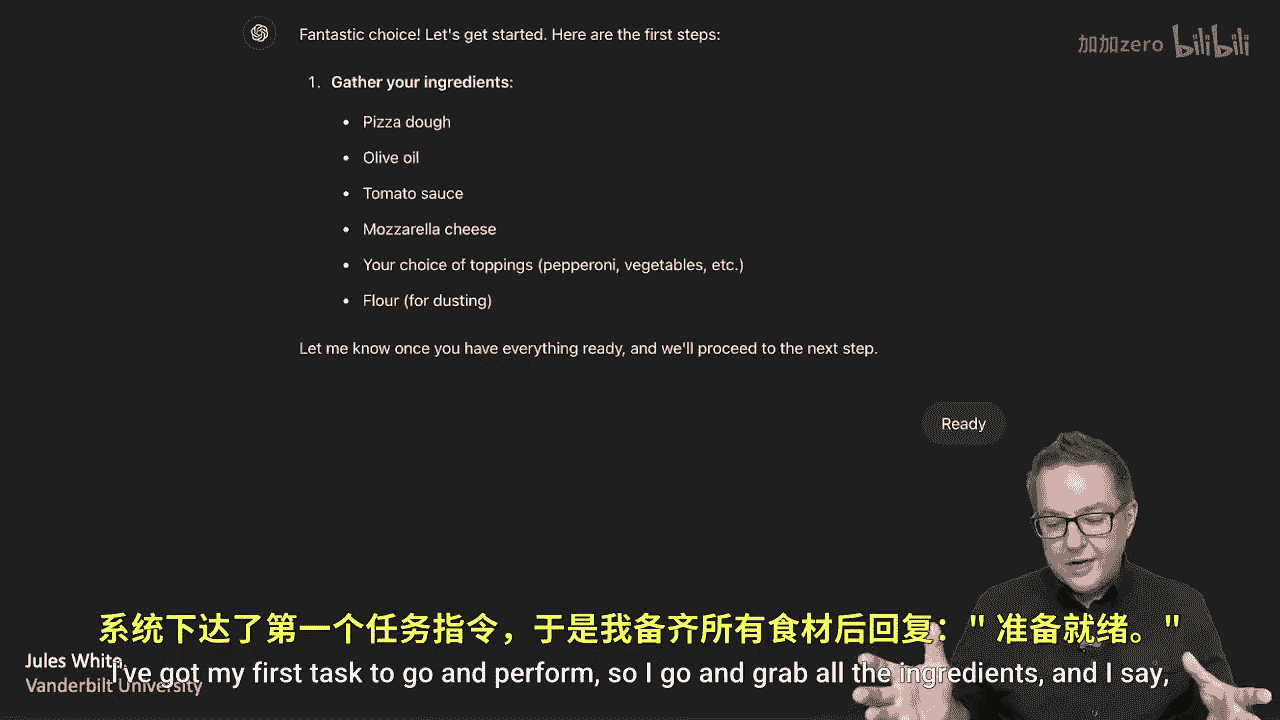 Fantastic choice! Let's get started. Here are the first steps:
加加zero bilibili
1. Gather your ingredients:
• Pizza dough
• Olive oil
• Tomato sauce
• Mozzarella cheese
• Your choice of toppings (pepperoni, vegetables, etc.)
• Flour (for dusting)
Let me know once you have everything ready, and we'll proceed to the next step.
Ready
系统下达了第一个任务指令，于是我备齐所有食材后回复："准备就绪。"
Jules White,
I've got my first task to go and perform, so I go and grab all the ingredients, and I say,
Vanderbilt University